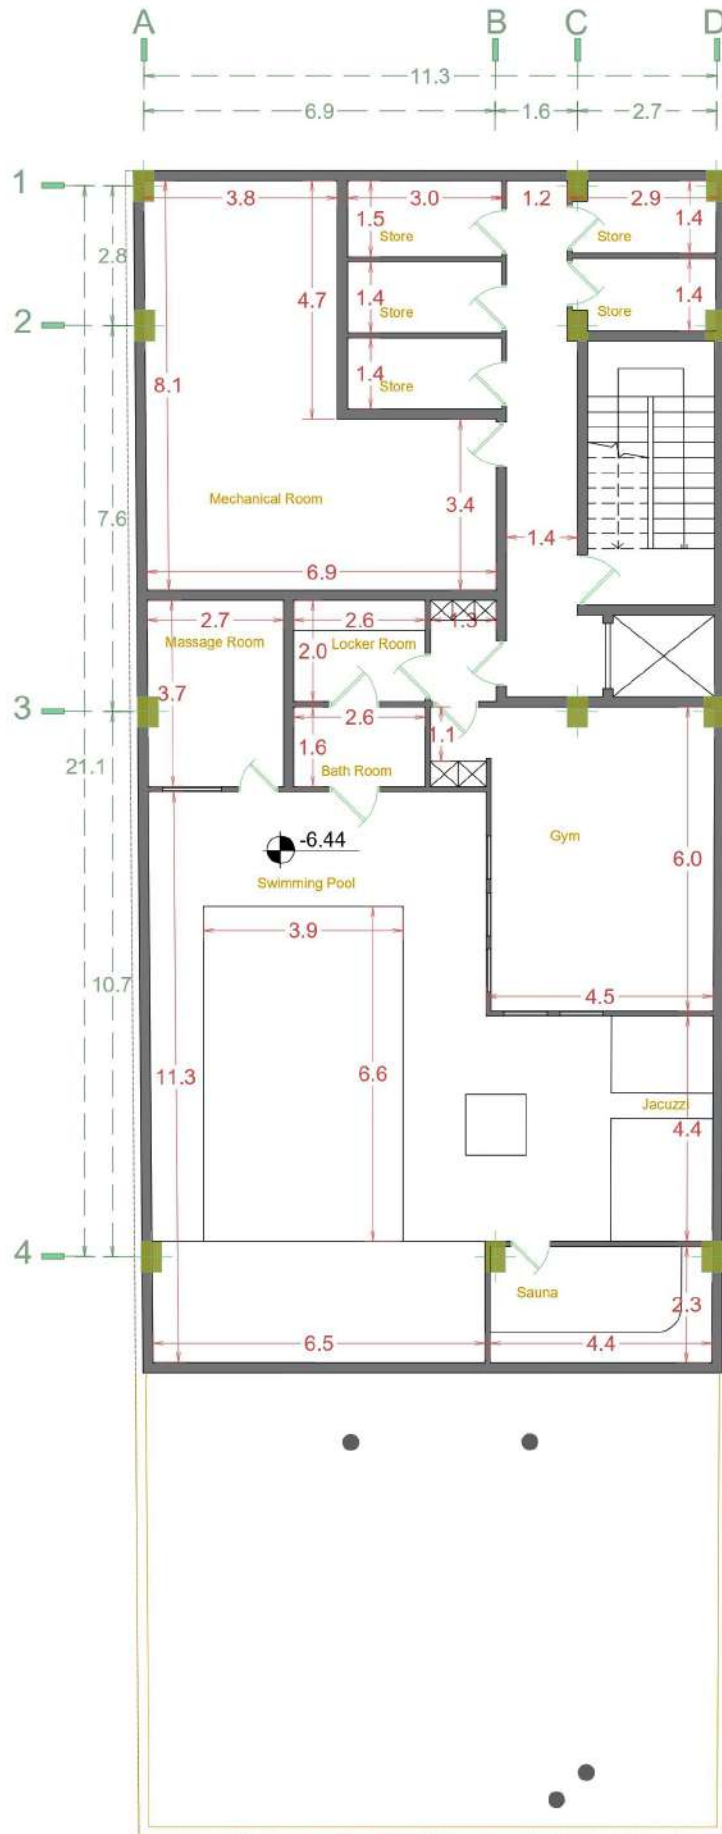 A B C D
11.3
6.9 1.6 2.7
1
3.8 3.0 1.2 2.9
1.5 1.4
Store Store
2.8
4.7 1.4 1.4
Store Store
2
8.1 1.4
Store
Mechanical Room
3.4
7.6
1.4
6.9
2.7 2.6 1.3
Massage Room Locker Room
2.0
3.7
3
2.6
1.6 1.1
21.1
Bath Room
-6.44
Gym
6.0
Swimming Pool
3.9
10.7
4.5
11.3 6.6
Jacuzzi
4.4
4
Sauna
2.3
6.5 4.4